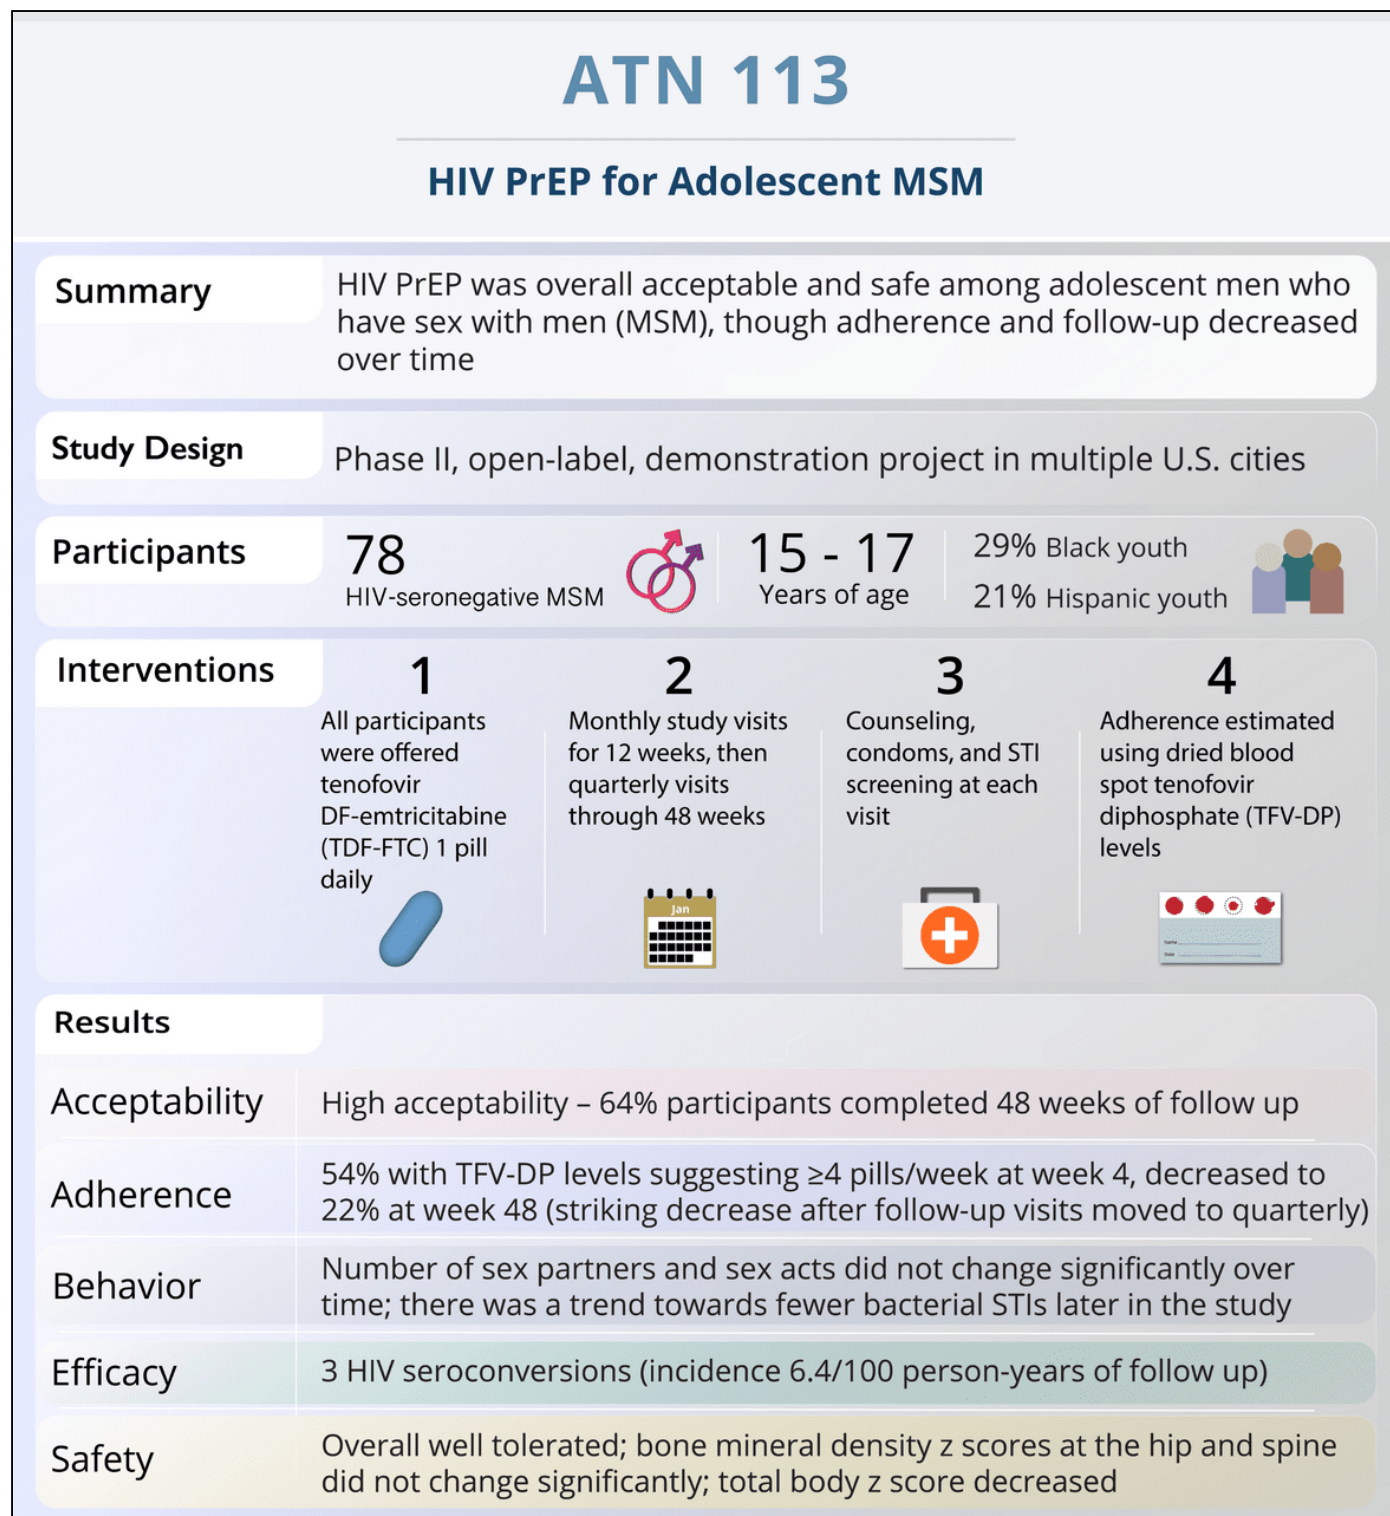 ATN 113
HIV PrEP for Adolescent MSM
Summary
HIV PrEP was overall acceptable and safe among adolescent men who
have sex with men (MSM), though adherence and follow-up decreased
over time
Study Design
Phase II, open-label, demonstration project in multiple U.S. cities
Participants
78
HIV-seronegative MSM
15 - 17
Years of age
29% Black youth
21% Hispanic youth
Interventions
1
All participants
were offered
tenofovir
DF-emtricitabine
(TDF-FTC) 1 pill
daily
2
Monthly study visits
for 12 weeks, then
quarterly visits
through 48 weeks
Jan
3
Counseling,
condoms, and STI
screening at each
visit
4
Adherence estimated
using dried blood
spot tenofovir
diphosphate (TFV-DP)
levels
Name
Date
Results
Acceptability
High acceptability – 64% participants completed 48 weeks of follow up
Adherence
54% with TFV-DP levels suggesting ≥4 pills/week at week 4, decreased to
22% at week 48 (striking decrease after follow-up visits moved to quarterly)
Behavior
Number of sex partners and sex acts did not change significantly over
time; there was a trend towards fewer bacterial STIs later in the study
Efficacy
3 HIV seroconversions (incidence 6.4/100 person-years of follow up)
Safety
Overall well tolerated; bone mineral density z scores at the hip and spine
did not change significantly; total body z score decreased